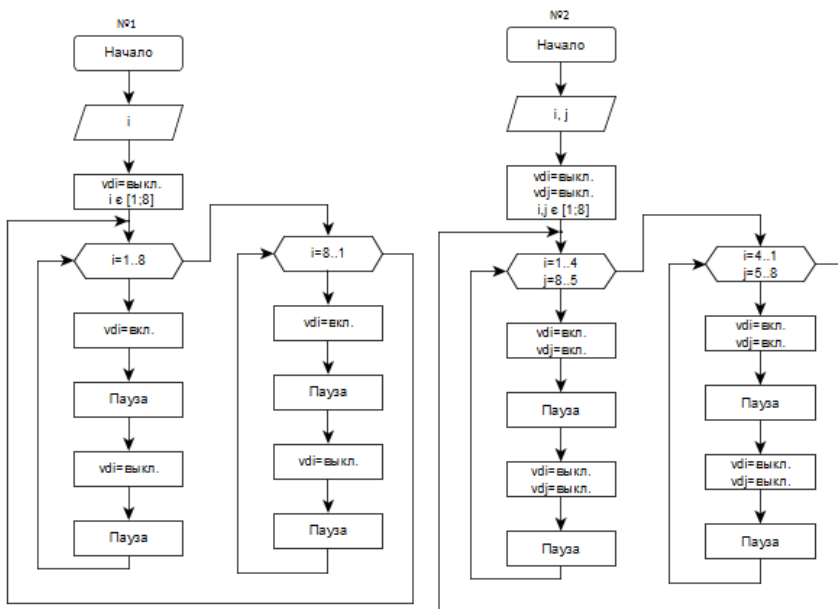 №1
Начало
i
vdi=выкл.
i є [1;8]
i=1..8
vdi=вкл.
Пауза
vdi=выкл.
Пауза
i=8..1
vdi=вкл.
Пауза
vdi=выкл.
Пауза
№2
Начало
i, j
vdi=выкл.
vdj=выкл.
i,j є [1;8]
i=1..4
j=8..5
vdi=вкл.
vdj=вкл.
Пауза
vdi=выкл.
vdj=выкл.
Пауза
i=4..1
j=5..8
vdi=вкл.
vdj=вкл.
Пауза
vdi=выкл.
vdj=выкл.
Пауза